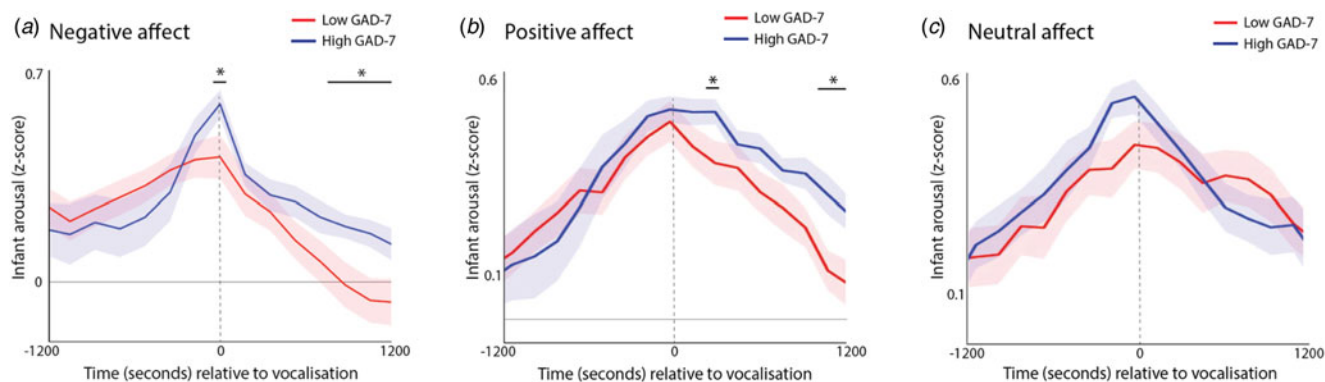 (a) Negative affect
Low GAD-7
High GAD-7
0.7
*
*
Infant arousal (z-score)
0
-1200
0
1200
Time (seconds) relative to vocalisation
(b) Positive affect
Low GAD-7
High GAD-7
0.6
*
*
Infant arousal (z-score)
0.1
-1200
0
1200
Time (seconds) relative to vocalisation
(c) Neutral affect
Low GAD-7
High GAD-7
0.6
Infant arousal (z-score)
0.1
-1200
0
1200
Time (seconds) relative to vocalisation